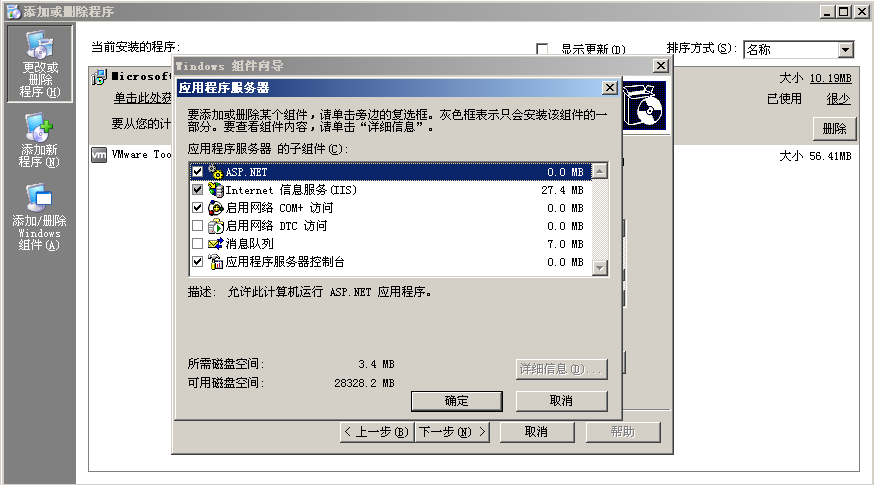 添加或删除程序
更改或
删除
程序(H)
添加新
程序(N)
添加/删除
Windows
组件(A)
当前安装的程序:
显示更新(D)
排序方式(S):
名称
Microsoft
大小 10.19MB
单击此处获
已使用 很少
要从您的计
删除
VMware Too
大小 56.41MB
Windows 组件向导
应用程序服务器
要添加或删除某个组件，请单击旁边的复选框。灰色框表示只会安装该组件的一
部分。要查看组件内容，请单击“详细信息”。
应用程序服务器 的子组件(C):
ASP.NET 0.0 MB
Internet 信息服务(IIS) 27.4 MB
启用网络 COM+ 访问 0.0 MB
启用网络 DTC 访问 0.0 MB
消息队列 7.0 MB
应用程序服务器控制台 0.0 MB
描述: 允许此计算机运行 ASP.NET 应用程序。
所需磁盘空间: 3.4 MB
可用磁盘空间: 28328.2 MB
详细信息(D)...
确定
取消
< 上一步(B)
下一步(N) >
取消
帮助